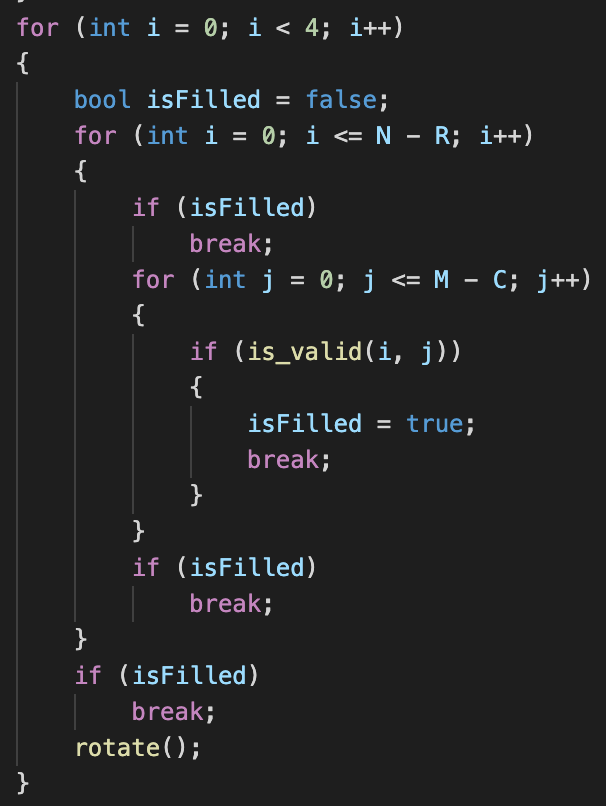 for (int i = 0; i < 4; i++)
{
    bool isFilled = false;
    for (int i = 0; i <= N - R; i++)
    {
        if (isFilled)
            break;
        for (int j = 0; j <= M - C; j++)
        {
            if (is_valid(i, j))
            {
                isFilled = true;
                break;
            }
        }
        if (isFilled)
            break;
    }
    if (isFilled)
        break;
    rotate();
}